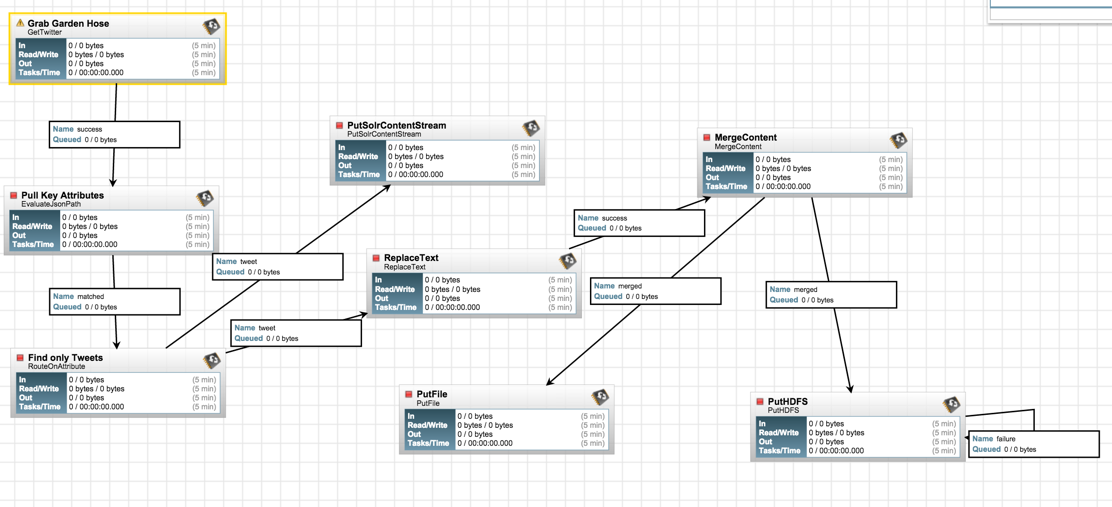 Grab Garden Hose
GetTwitter
In 0 / 0 bytes (5 min)
Read/Write 0 bytes / 0 bytes (5 min)
Out 0 / 0 bytes (5 min)
Tasks/Time 0 / 00:00:00.000 (5 min)
Name success
Queued 0 / 0 bytes
Pull Key Attributes
EvaluateJsonPath
In 0 / 0 bytes (5 min)
Read/Write 0 bytes / 0 bytes (5 min)
Out 0 / 0 bytes (5 min)
Tasks/Time 0 / 00:00:00.000 (5 min)
Name matched
Queued 0 / 0 bytes
Find only Tweets
RouteOnAttribute
In 0 / 0 bytes (5 min)
Read/Write 0 bytes / 0 bytes (5 min)
Out 0 / 0 bytes (5 min)
Tasks/Time 0 / 00:00:00.000 (5 min)
Name tweet
Queued 0 / 0 bytes
PutSolrContentStream
PutSolrContentStream
In 0 / 0 bytes (5 min)
Read/Write 0 bytes / 0 bytes (5 min)
Out 0 / 0 bytes (5 min)
Tasks/Time 0 / 00:00:00.000 (5 min)
Name tweet
Queued 0 / 0 bytes
ReplaceText
ReplaceText
In 0 / 0 bytes (5 min)
Read/Write 0 bytes / 0 bytes (5 min)
Out 0 / 0 bytes (5 min)
Tasks/Time 0 / 00:00:00.000 (5 min)
Name success
Queued 0 / 0 bytes
MergeContent
MergeContent
In 0 / 0 bytes (5 min)
Read/Write 0 bytes / 0 bytes (5 min)
Out 0 / 0 bytes (5 min)
Tasks/Time 0 / 00:00:00.000 (5 min)
Name merged
Queued 0 / 0 bytes
Name merged
Queued 0 / 0 bytes
PutFile
PutFile
In 0 / 0 bytes (5 min)
Read/Write 0 bytes / 0 bytes (5 min)
Out 0 / 0 bytes (5 min)
Tasks/Time 0 / 00:00:00.000 (5 min)
PutHDFS
PutHDFS
In 0 / 0 bytes (5 min)
Read/Write 0 bytes / 0 bytes (5 min)
Out 0 / 0 bytes (5 min)
Tasks/Time 0 / 00:00:00.000 (5 min)
Name failure
Queued 0 / 0 bytes